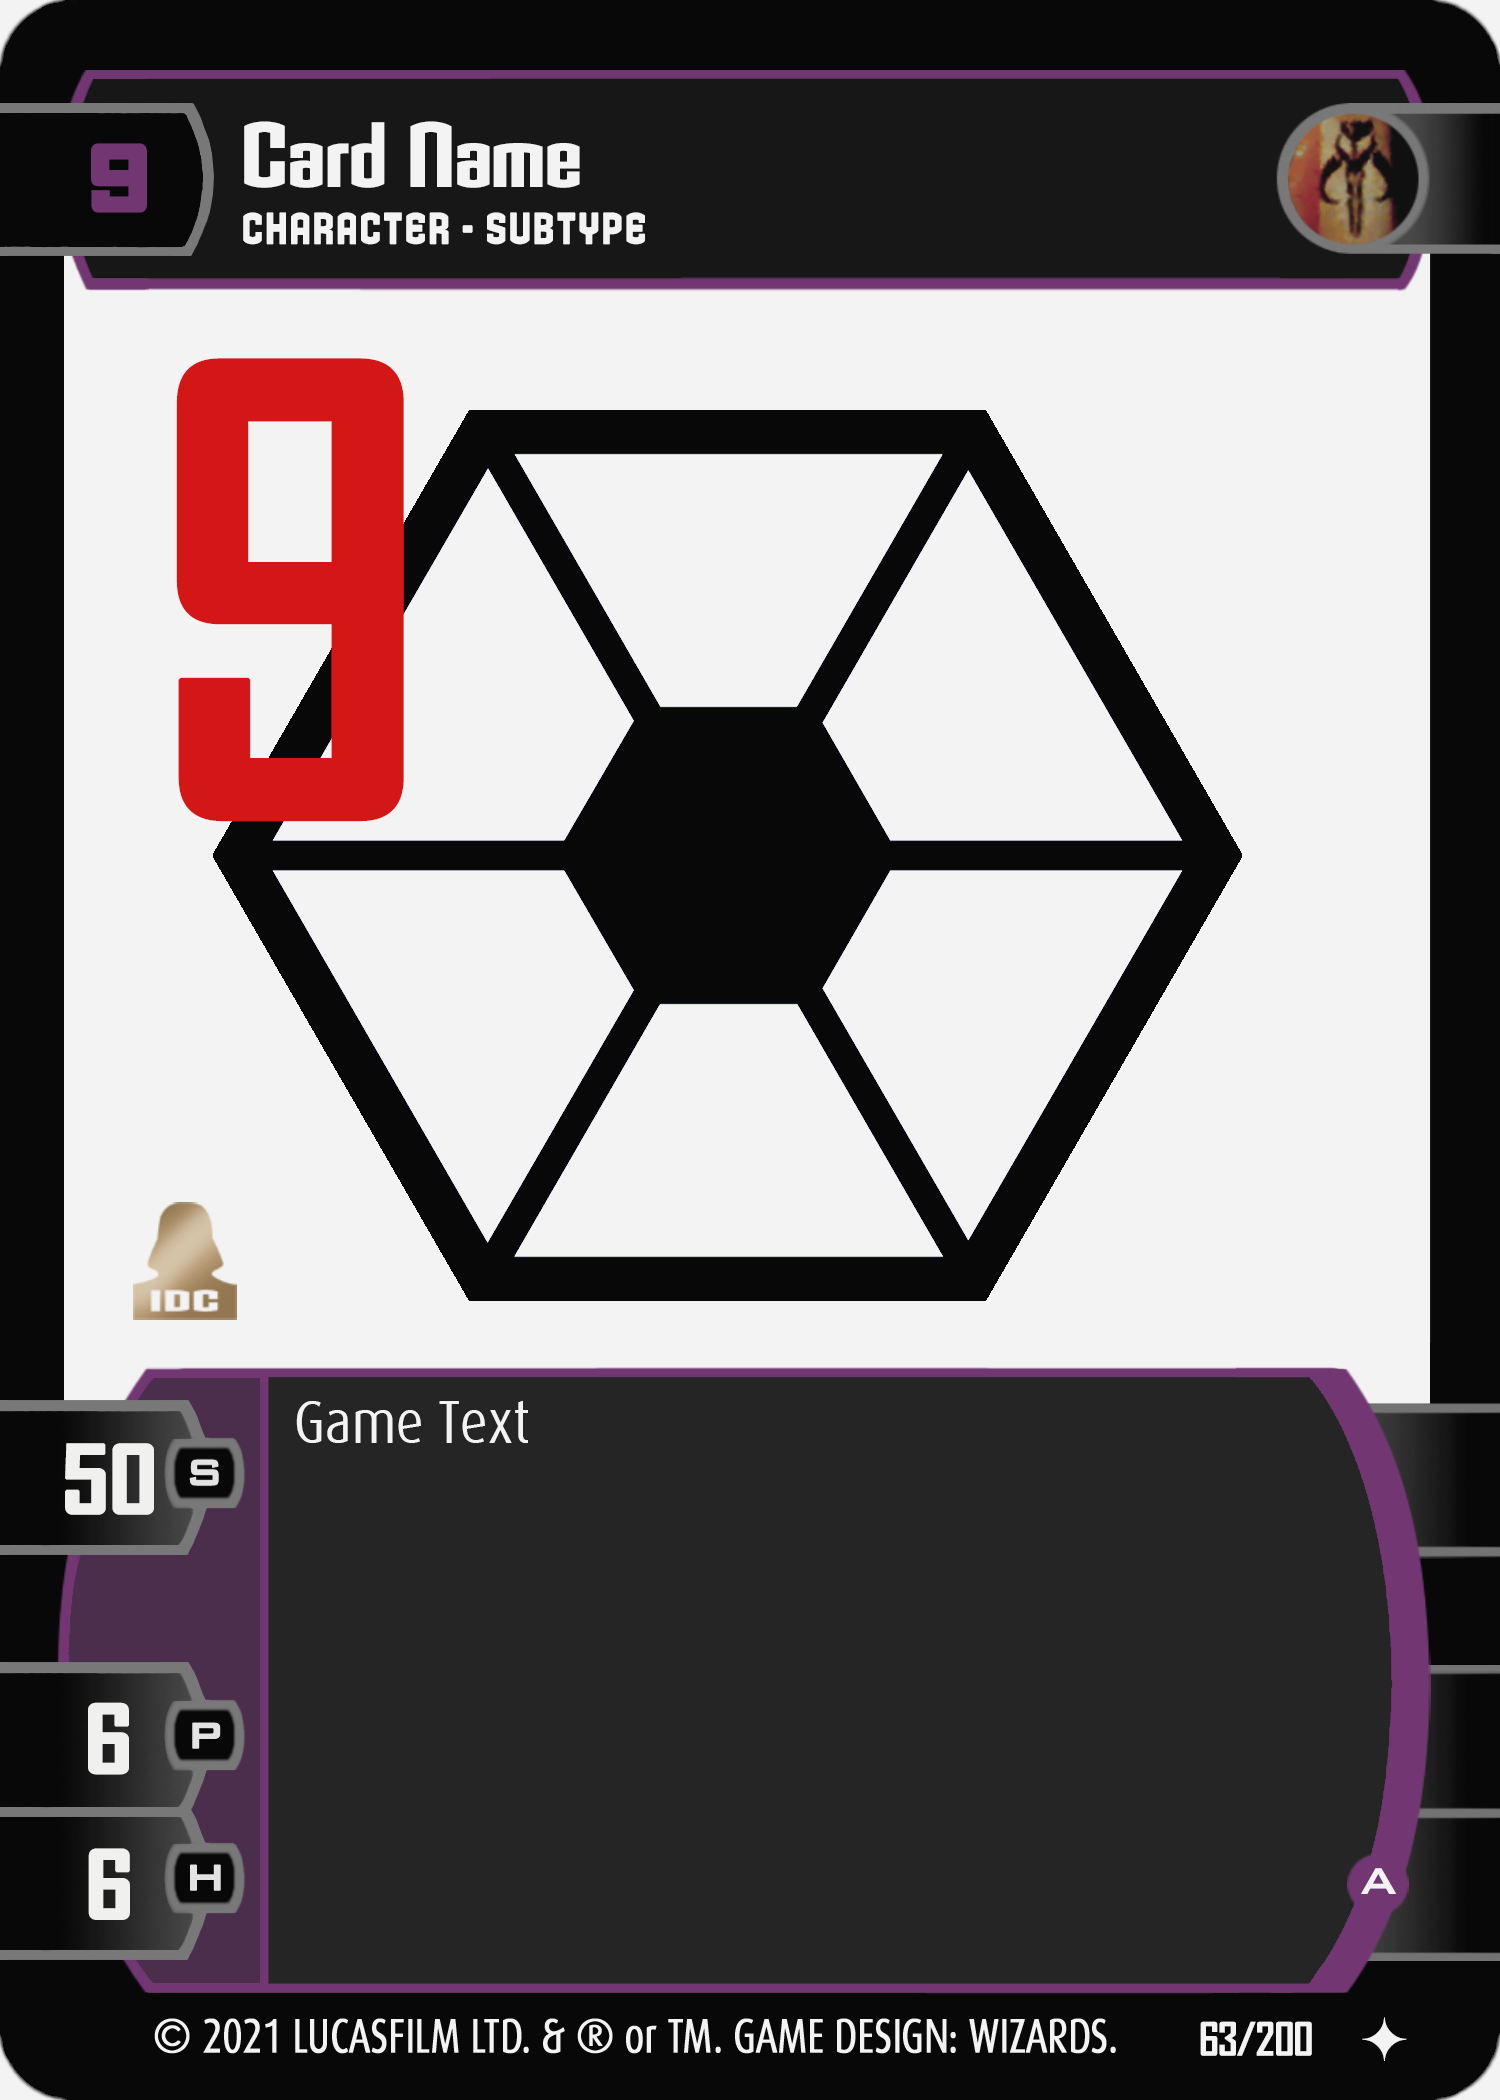 9
Card Name
CHARACTER - SUBTYPE
9
IDC
Game Text
50 S
6 P
6 H
A
© 2021 LUCASFILM LTD. & ® or TM. GAME DESIGN: WIZARDS.
63/200